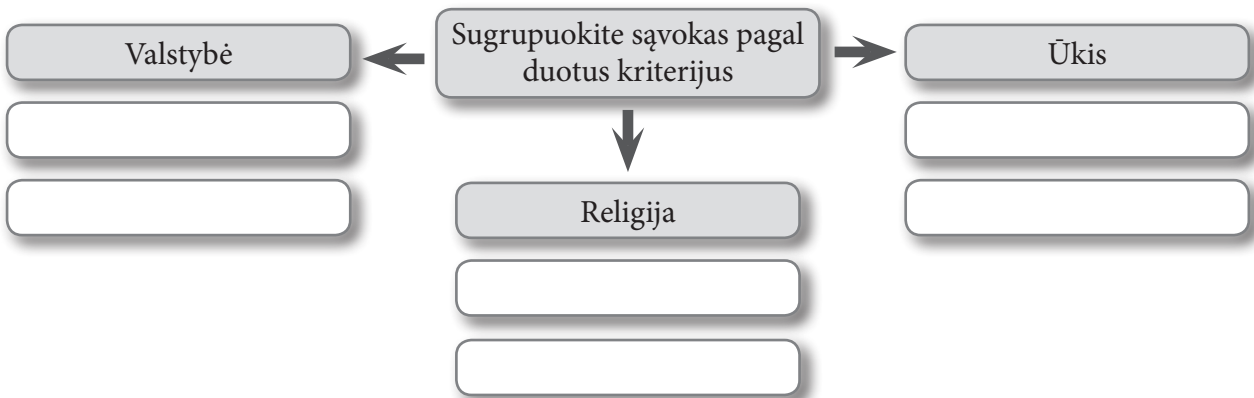 Valstybė
Sugrupuokite sąvokas pagal
duotus kriterijus
Ūkis
Religija